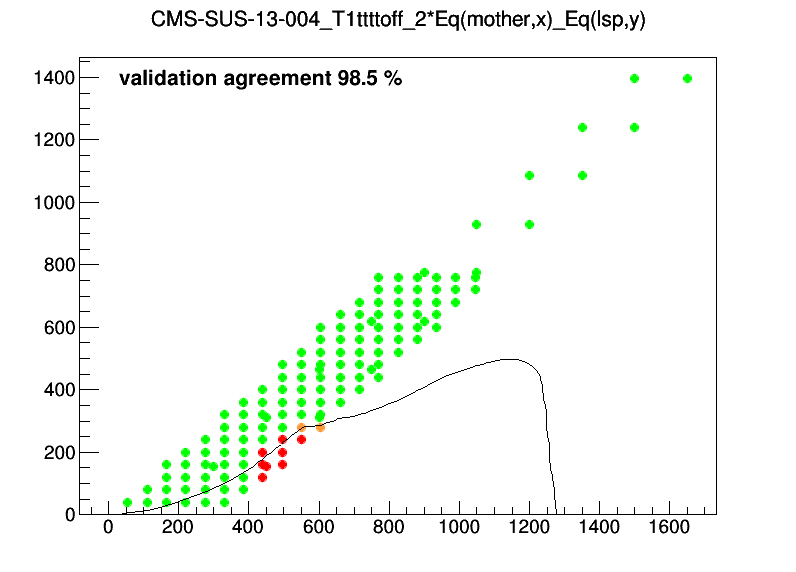 CMS-SUS-13-004_T1ttttoff_2*Eq(mother,x)_Eq(lsp,y)
validation agreement 98.5 %
1400
1200
1000
800
600
400
200
0
0 200 400 600 800 1000 1200 1400 1600